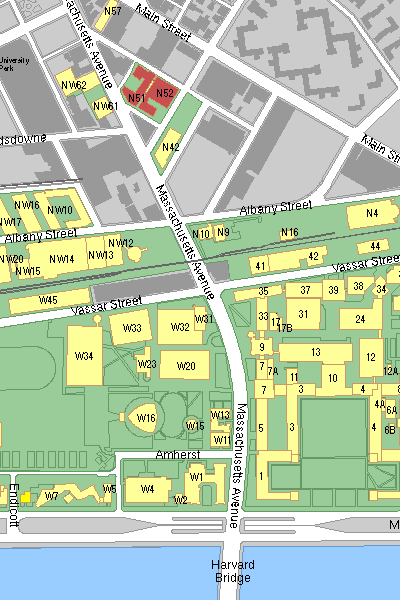 N57
Main Street
Massachusetts Avenue
University
Park
NW62
N51
N52
NW61
N42
Main St
NW16
NW17
NW10
Massachusetts Avenue
Albany Street
N4
N10
N9
N16
Albany Street
NW12
NW13
NW14
NW20
NW15
44
42
41
Vassar Street
W45
Vassar Street
35
37
39
38
34
W33
W32
W31
33
17
17B
31
24
W34
W23
W20
9
13
12
7
7A
11
10
12A
W16
W15
W13
W11
5
3
3
4
4A
6A
6B
Massachusetts Avenue
Amherst
1
Endicott
W7
W5
W4
W2
W1
M
Harvard
Bridge